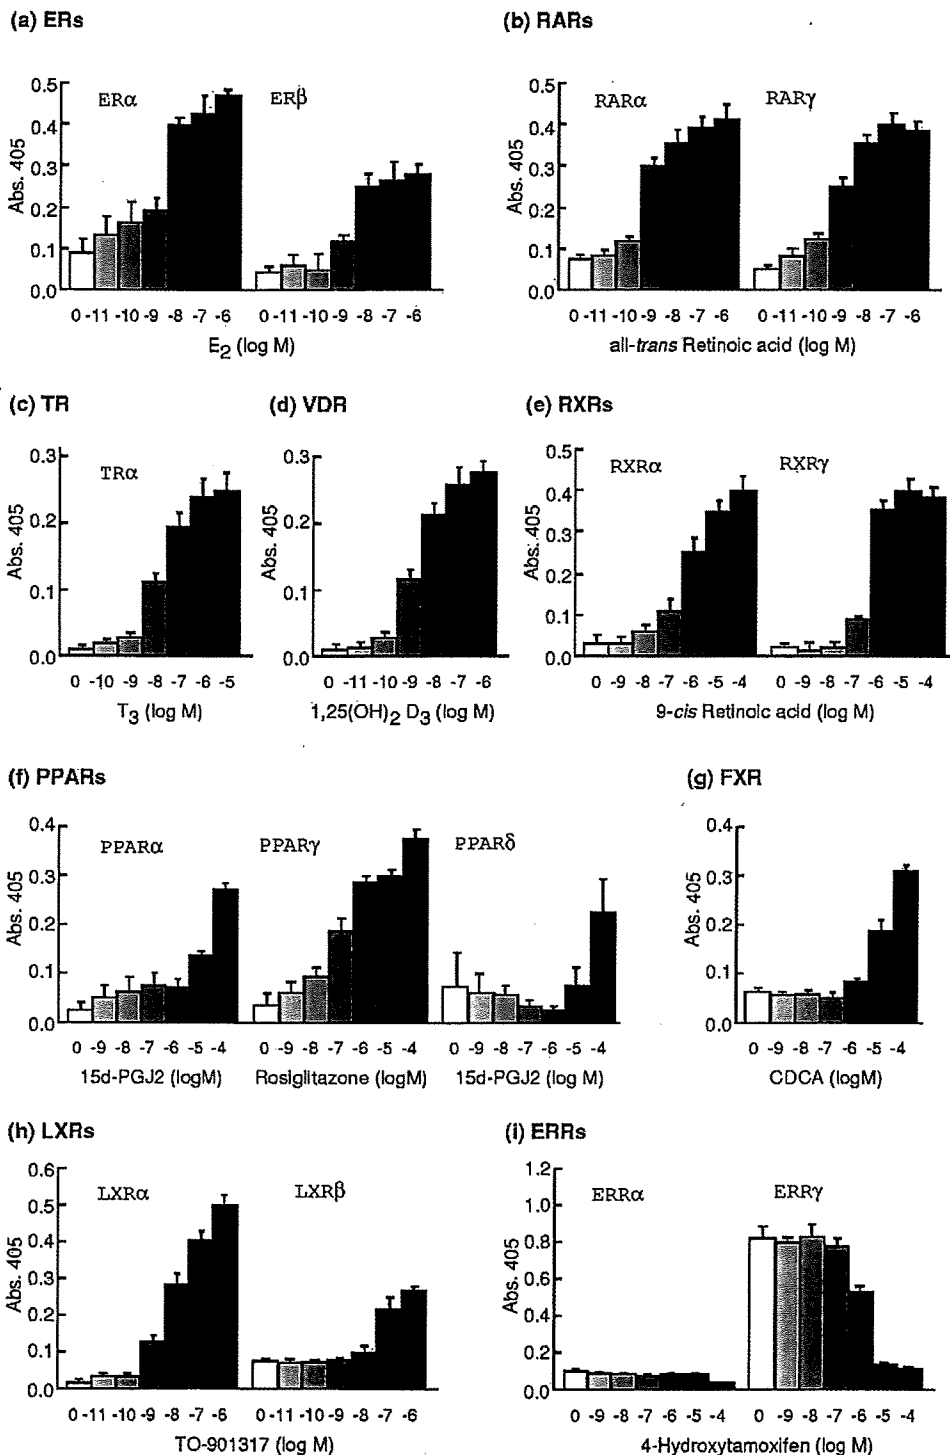 (a) ERs
(b) RARs
Abs. 405
0.5
0.4
0.3
0.2
0.1
0.0
ERα
ERβ
0 -11 -10 -9 -8 -7 -6
0 -11 -10 -9 -8 -7 -6
E2 (log M)
Abs. 405
0.5
0.4
0.3
0.2
0.1
0.0
RARα
RARγ
0 -11 -10 -9 -8 -7 -6
0 -11 -10 -9 -8 -7 -6
all-trans Retinoic acid (log M)
(c) TR
(d) VDR
(e) RXRs
Abs. 405
0.3
0.2
0.1
0.0
TRα
0 -10 -9 -8 -7 -6 -5
T3 (log M)
Abs. 405
0.3
0.2
0.1
0.0
0 -11 -10 -9 -8 -7 -6
1,25(OH)2 D3 (log M)
Abs. 405
0.5
0.4
0.3
0.2
0.1
0.0
RXRα
RXRγ
0 -9 -8 -7 -6 -5 -4
0 -9 -8 -7 -6 -5 -4
9-cis Retinoic acid (log M)
(f) PPARs
(g) FXR
Abs. 405
0.4
0.3
0.2
0.1
0.0
PPARα
PPARγ
PPARδ
0 -9 -8 -7 -6 -5 -4
0 -9 -8 -7 -6 -5 -4
0 -9 -8 -7 -6 -5 -4
15d-PGJ2 (logM)
Rosiglitazone (logM)
15d-PGJ2 (log M)
Abs. 405
0.4
0.3
0.2
0.1
0.0
0 -9 -8 -7 -6 -5 -4
CDCA (logM)
(h) LXRs
(i) ERRs
Abs. 405
0.6
0.5
0.4
0.3
0.2
0.1
0.0
LXRα
LXRβ
0 -11 -10 -9 -8 -7 -6
0 -11 -10 -9 -8 -7 -6
TO-901317 (log M)
Abs. 405
1.2
1.0
0.8
0.6
0.4
0.2
0.0
ERRα
ERRγ
0 -9 -8 -7 -6 -5 -4
0 -9 -8 -7 -6 -5 -4
4-Hydroxytamoxifen (log M)